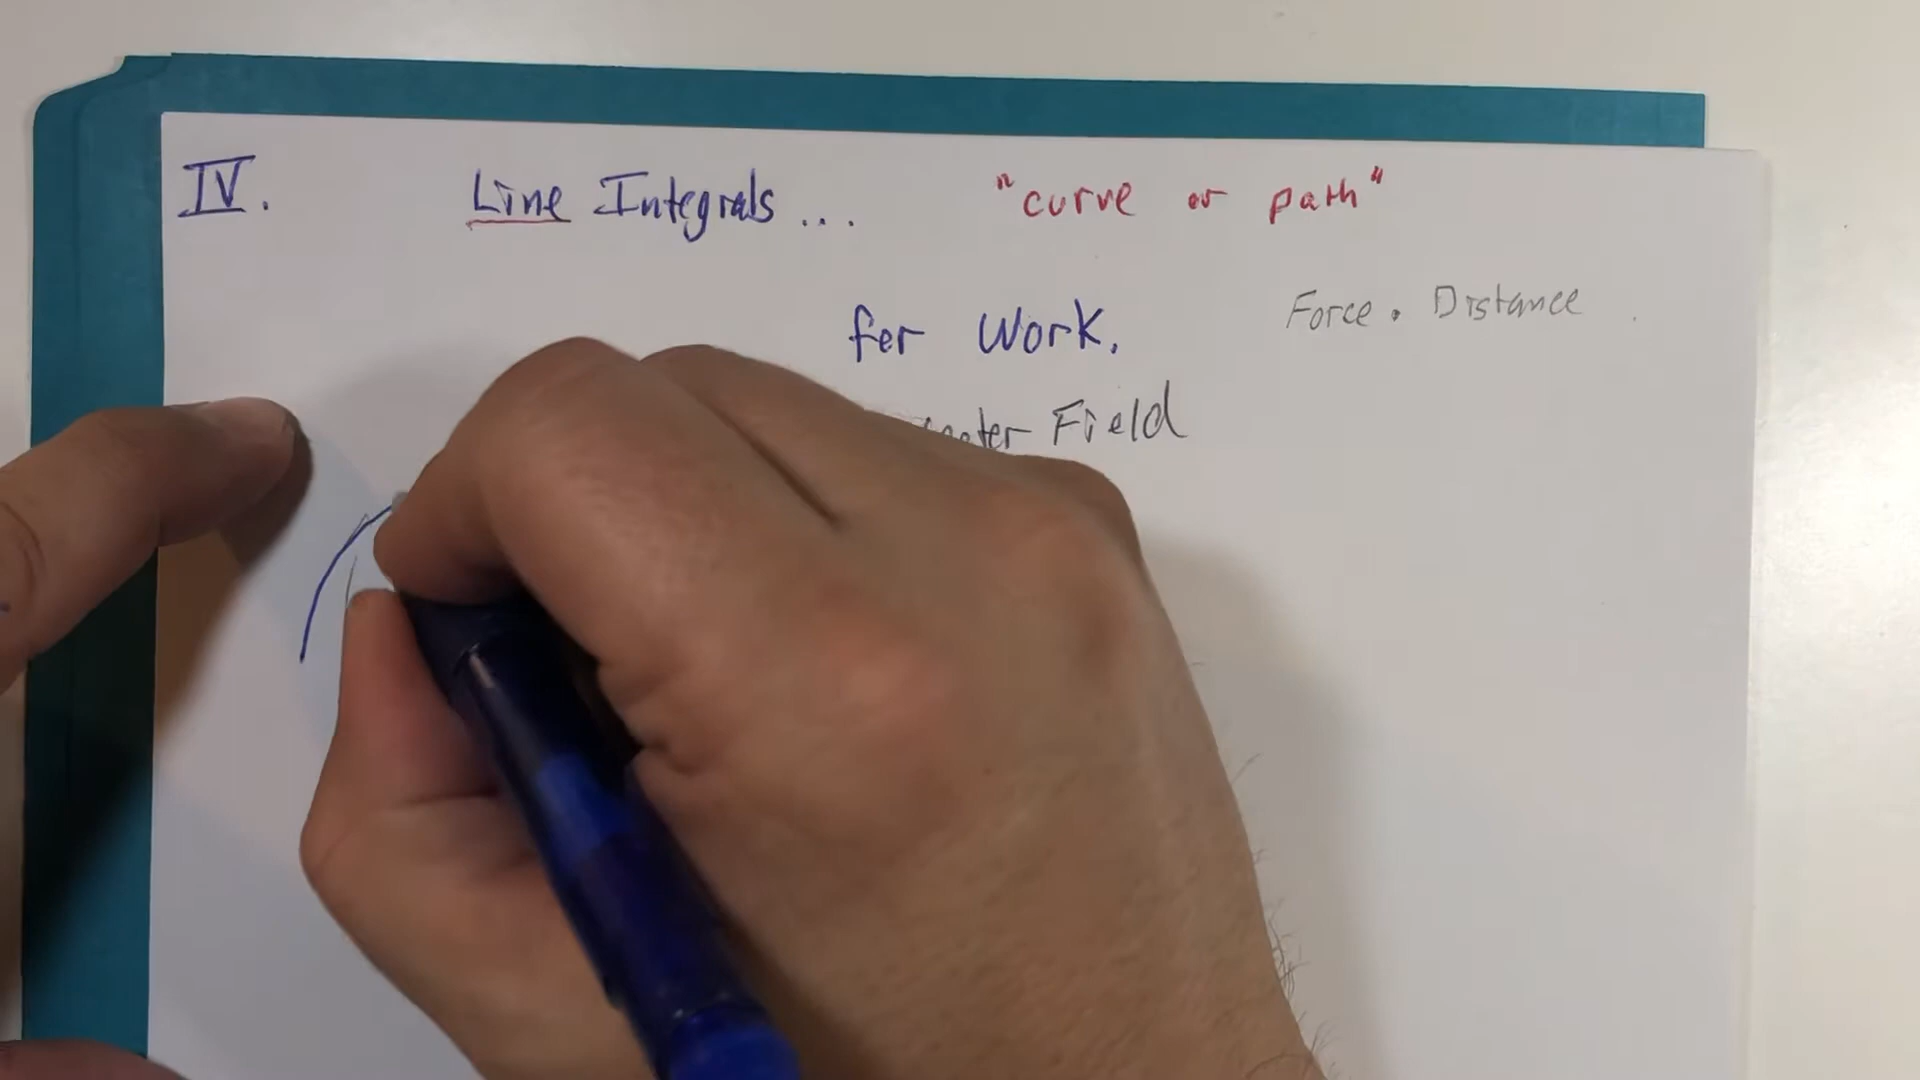 IV. Line Integrals ... "curve or path"
for Work. Force . Distance
Field